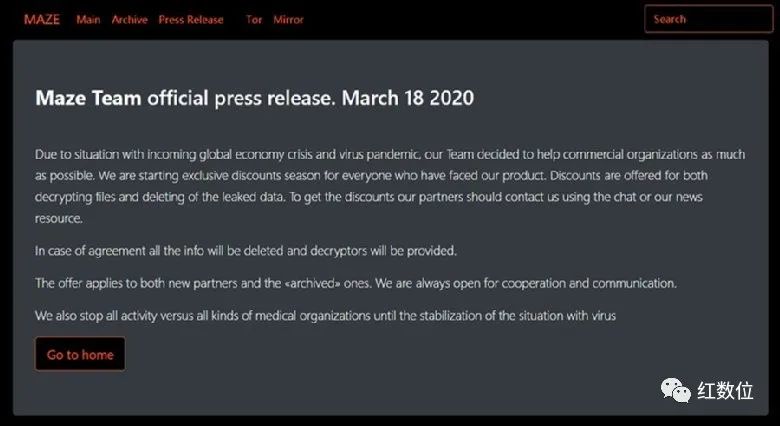 MAZE Main Archive Press Release Tor Mirror Search
Maze Team official press release. March 18 2020
Due to situation with incoming global economy crisis and virus pandemic, our Team decided to help commercial organizations as much
as possible. We are starting exclusive discounts season for everyone who have faced our product. Discounts are offered for both
decrypting files and deleting of the leaked data. To get the discounts our partners should contact us using the chat or our news
resource.
In case of agreement all the info will be deleted and decryptors will be provided.
The offer applies to both new partners and the «archived» ones. We are always open for cooperation and communication.
We also stop all activity versus all kinds of medical organizations until the stabilization of the situation with virus
Go to home
红数位